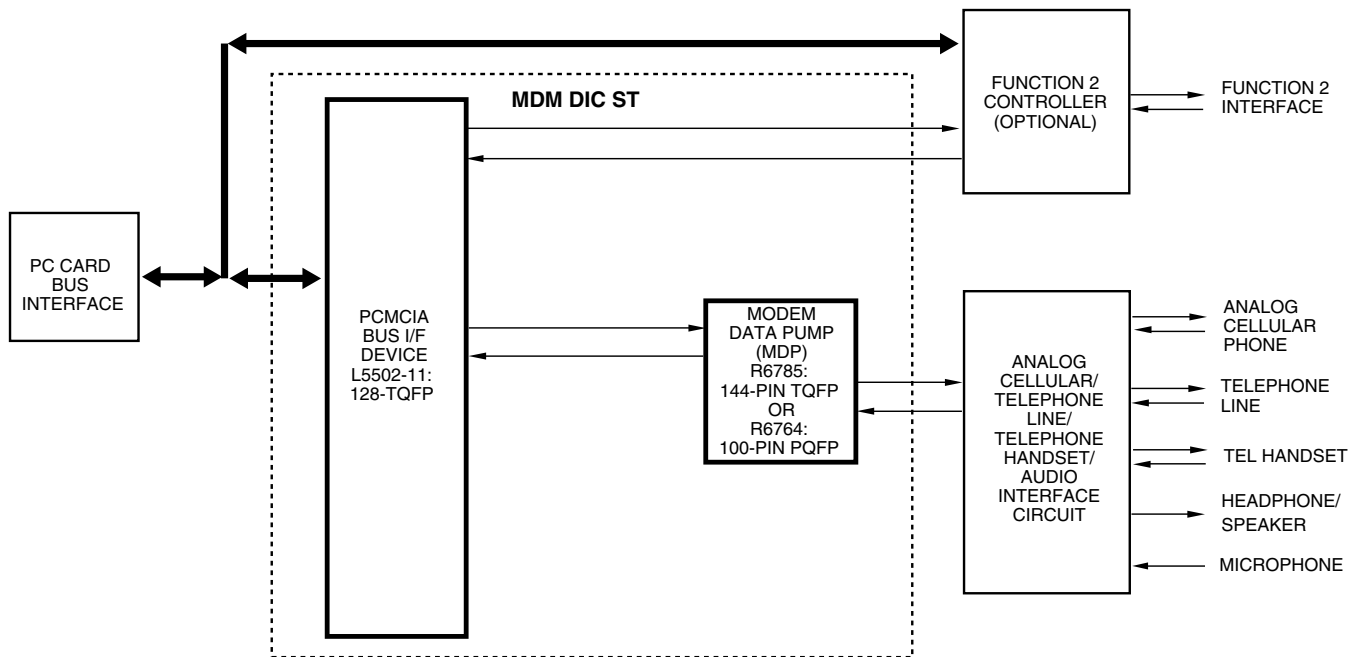 MDM DIC ST
FUNCTION 2
CONTROLLER
(OPTIONAL)
FUNCTION 2
INTERFACE
PC CARD
BUS
INTERFACE
PCMCIA
BUS I/F
DEVICE
L5502-11:
128-TQFP
MODEM
DATA PUMP
(MDP)
R6785:
144-PIN TQFP
OR
R6764:
100-PIN PQFP
ANALOG
CELLULAR/
TELEPHONE
LINE/
TELEPHONE
HANDSET/
AUDIO
INTERFACE
CIRCUIT
ANALOG
CELLULAR
PHONE
TELEPHONE
LINE
TEL HANDSET
HEADPHONE/
SPEAKER
MICROPHONE